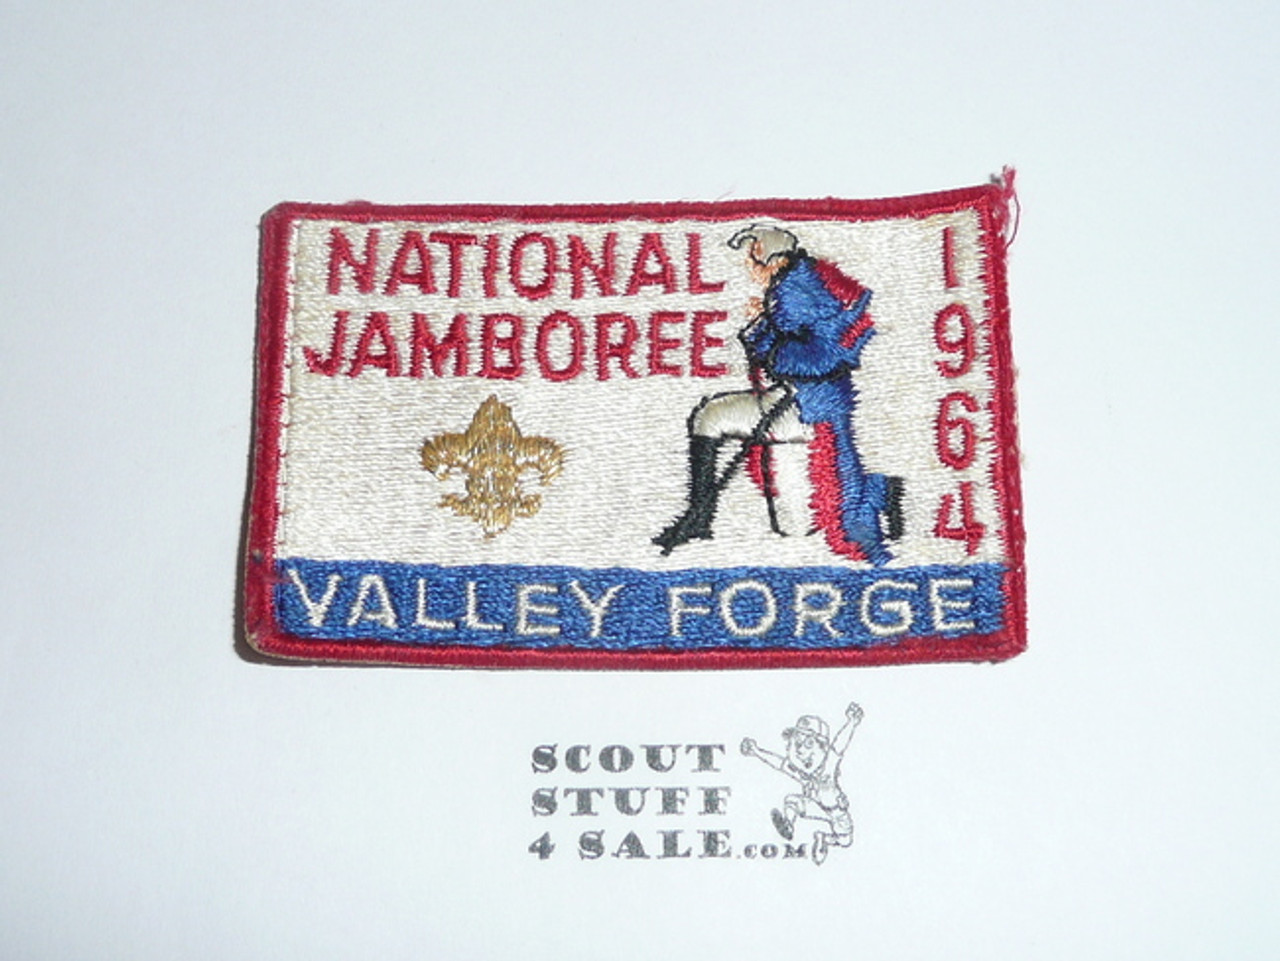 NATIONAL
JAMBOREE
1964
VALLEY FORGE
SCOUT
STUFF
4 SALE.COM